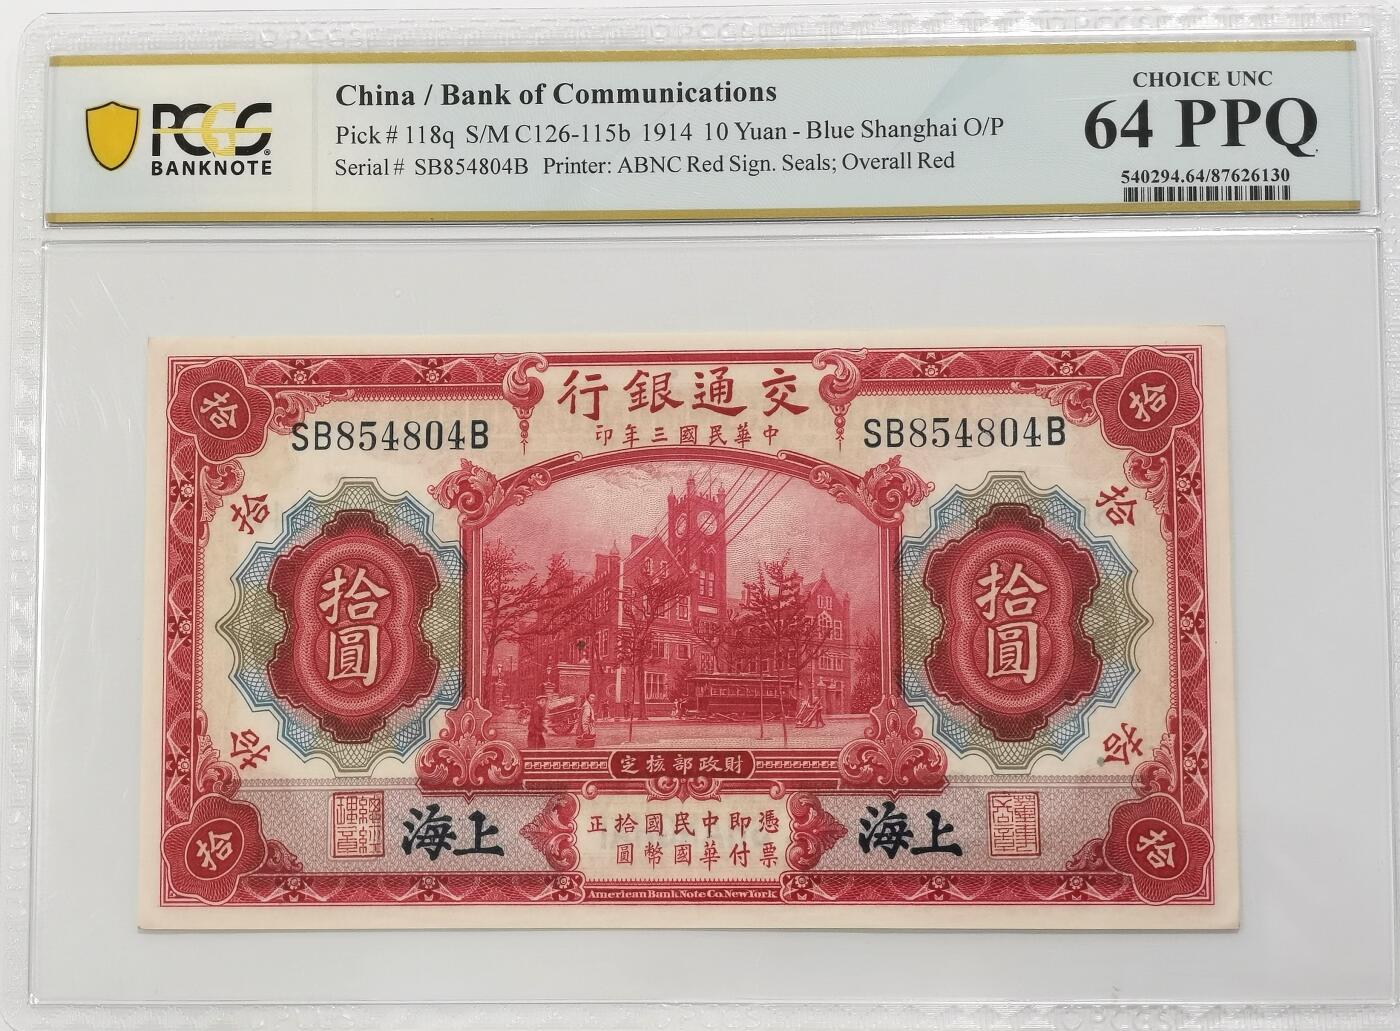 PCGS
BANKNOTE
China / Bank of Communications
Pick # 118q S/M C126-115b 1914 10 Yuan - Blue Shanghai O/P
Serial # SB854804B Printer: ABNC Red Sign. Seals; Overall Red
CHOICE UNC
64 PPQ
540294.64/87626130
行銀通交
印年三國民華中
SB854804B
SB854804B
拾
拾
拾
拾
拾圓
拾圓
拾
拾
定核部政財
海上
海上
正拾國民中即憑
圓幣國華付票
拾
拾
American Bank Note Co. New York